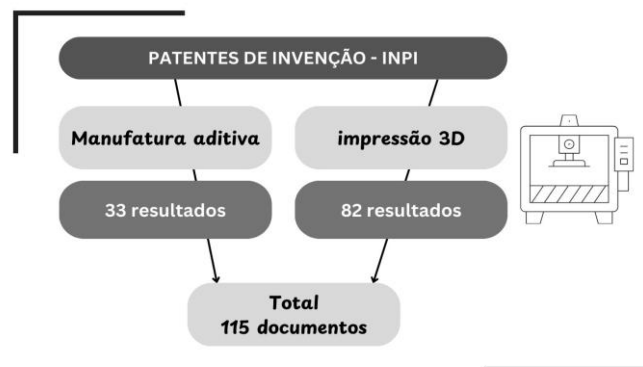 PATENTES DE INVENÇÃO - INPI
Manufatura aditiva
impressão 3D
33 resultados
82 resultados
Total
115 documentos